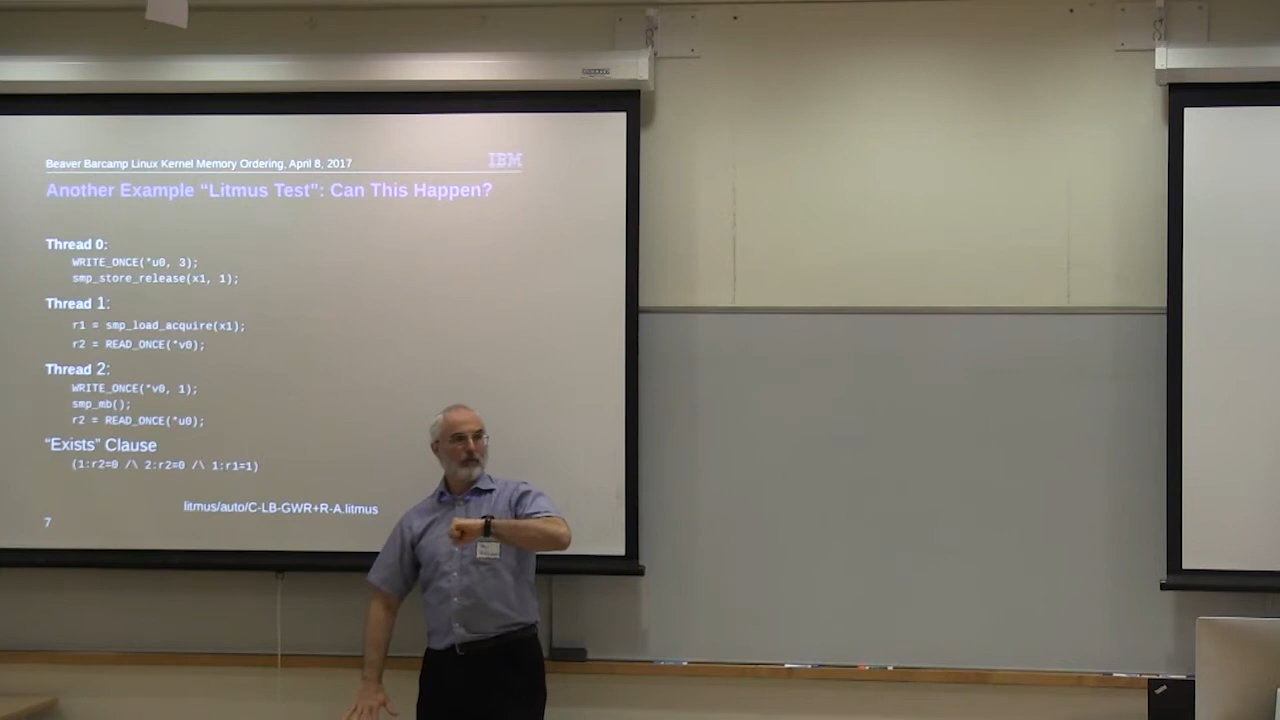 Beaver Barcamp Linux Kernel Memory Ordering, April 8, 2017
IBM
Another Example “Litmus Test”: Can This Happen?
Thread 0:
WRITE_ONCE(*u0, 3);
smp_store_release(x1, 1);
Thread 1:
r1 = smp_load_acquire(x1);
r2 = READ_ONCE(*v0);
Thread 2:
WRITE_ONCE(*v0, 1);
smp_mb();
r2 = READ_ONCE(*u0);
“Exists” Clause
(1:r2=0 /\ 2:r2=0 /\ 1:r1=1)
litmus/auto/C-LB-GWR+R-A.litmus
7